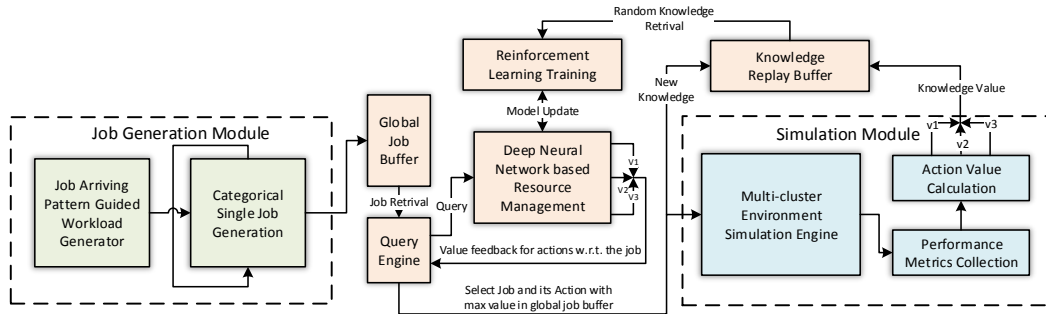 Random Knowledge
Retrival
Reinforcement
Learning Training
Knowledge
Replay Buffer
New
Knowledge
Knowledge Value
Model Update
Job Generation Module
Global
Job
Buffer
Deep Neural
Network based
Resource
Management
v1
v2
v3
Simulation Module
v1
v2
v3
Job Arriving
Pattern Guided
Workload
Generator
Categorical
Single Job
Generation
Job Retrival
Query
Query
Engine
Value feedback for actions w.r.t. the job
Multi-cluster
Environment
Simulation Engine
Action Value
Calculation
Performance
Metrics Collection
Select Job and its Action with
max value in global job buffer